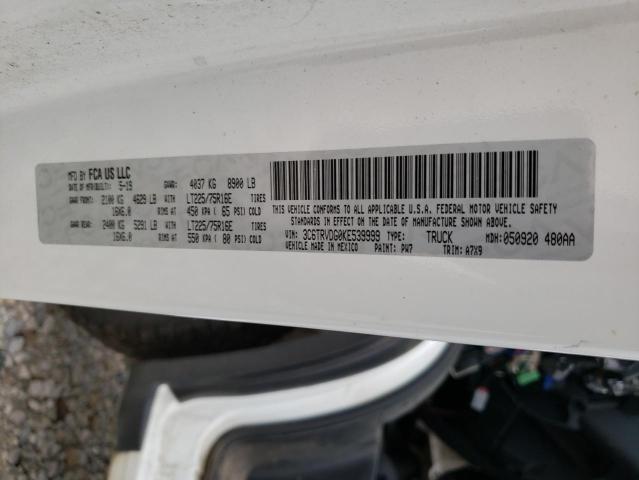 MFD BY FCA US LLC
DATE OF MFR(BUILT): 5-19 GVWR: 4037 KG 8900 LB
GAWR FRONT: 2100 KG 4629 LB WITH LT225/75R16E TIRES
16X6.0 RIMS AT 450 KPA ( 65 PSI) COLD
GAWR REAR: 2400 KG 5291 LB WITH LT225/75R16E TIRES
16X6.0 RIMS AT 550 KPA ( 80 PSI) COLD
THIS VEHICLE CONFORMS TO ALL APPLICABLE U.S.A. FEDERAL MOTOR VEHICLE SAFETY
STANDARDS IN EFFECT ON THE DATE OF MANUFACTURE SHOWN ABOVE.
VIN: 3C6TRVDG0KE539999 TYPE: TRUCK MDH: 050920 480AA
VEHICLE MADE IN MEXICO PAINT: PW7 TRIM: A7X9